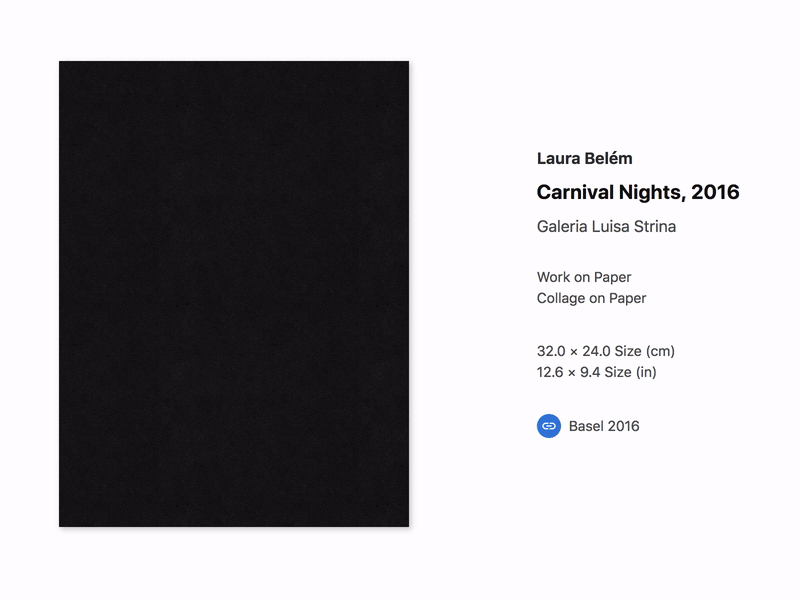 Laura Belém
Carnival Nights, 2016
Galeria Luisa Strina
Work on Paper
Collage on Paper
32.0 × 24.0 Size (cm)
12.6 × 9.4 Size (in)
Basel 2016